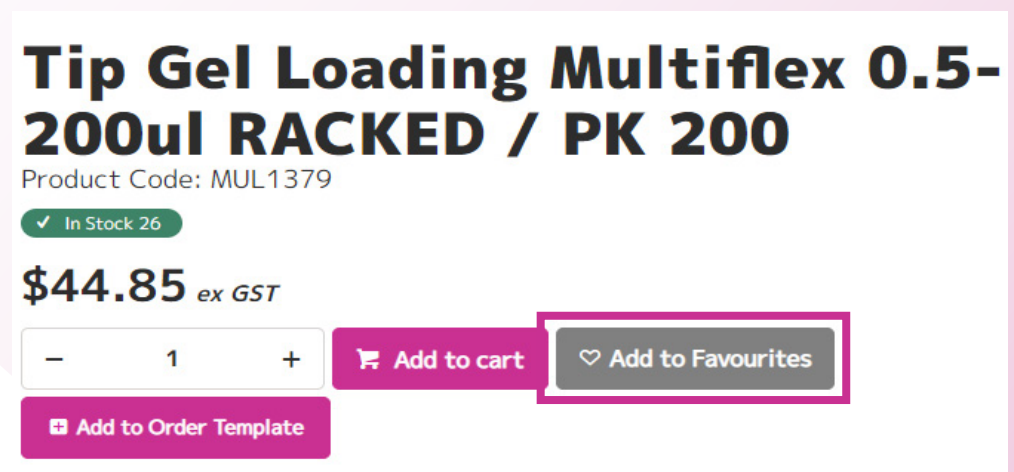 Tip Gel Loading Multiflex 0.5-
200ul RACKED / PK 200
Product Code: MUL1379
In Stock 26
$44.85 ex GST
− 1 + Add to cart Add to Favourites
Add to Order Template